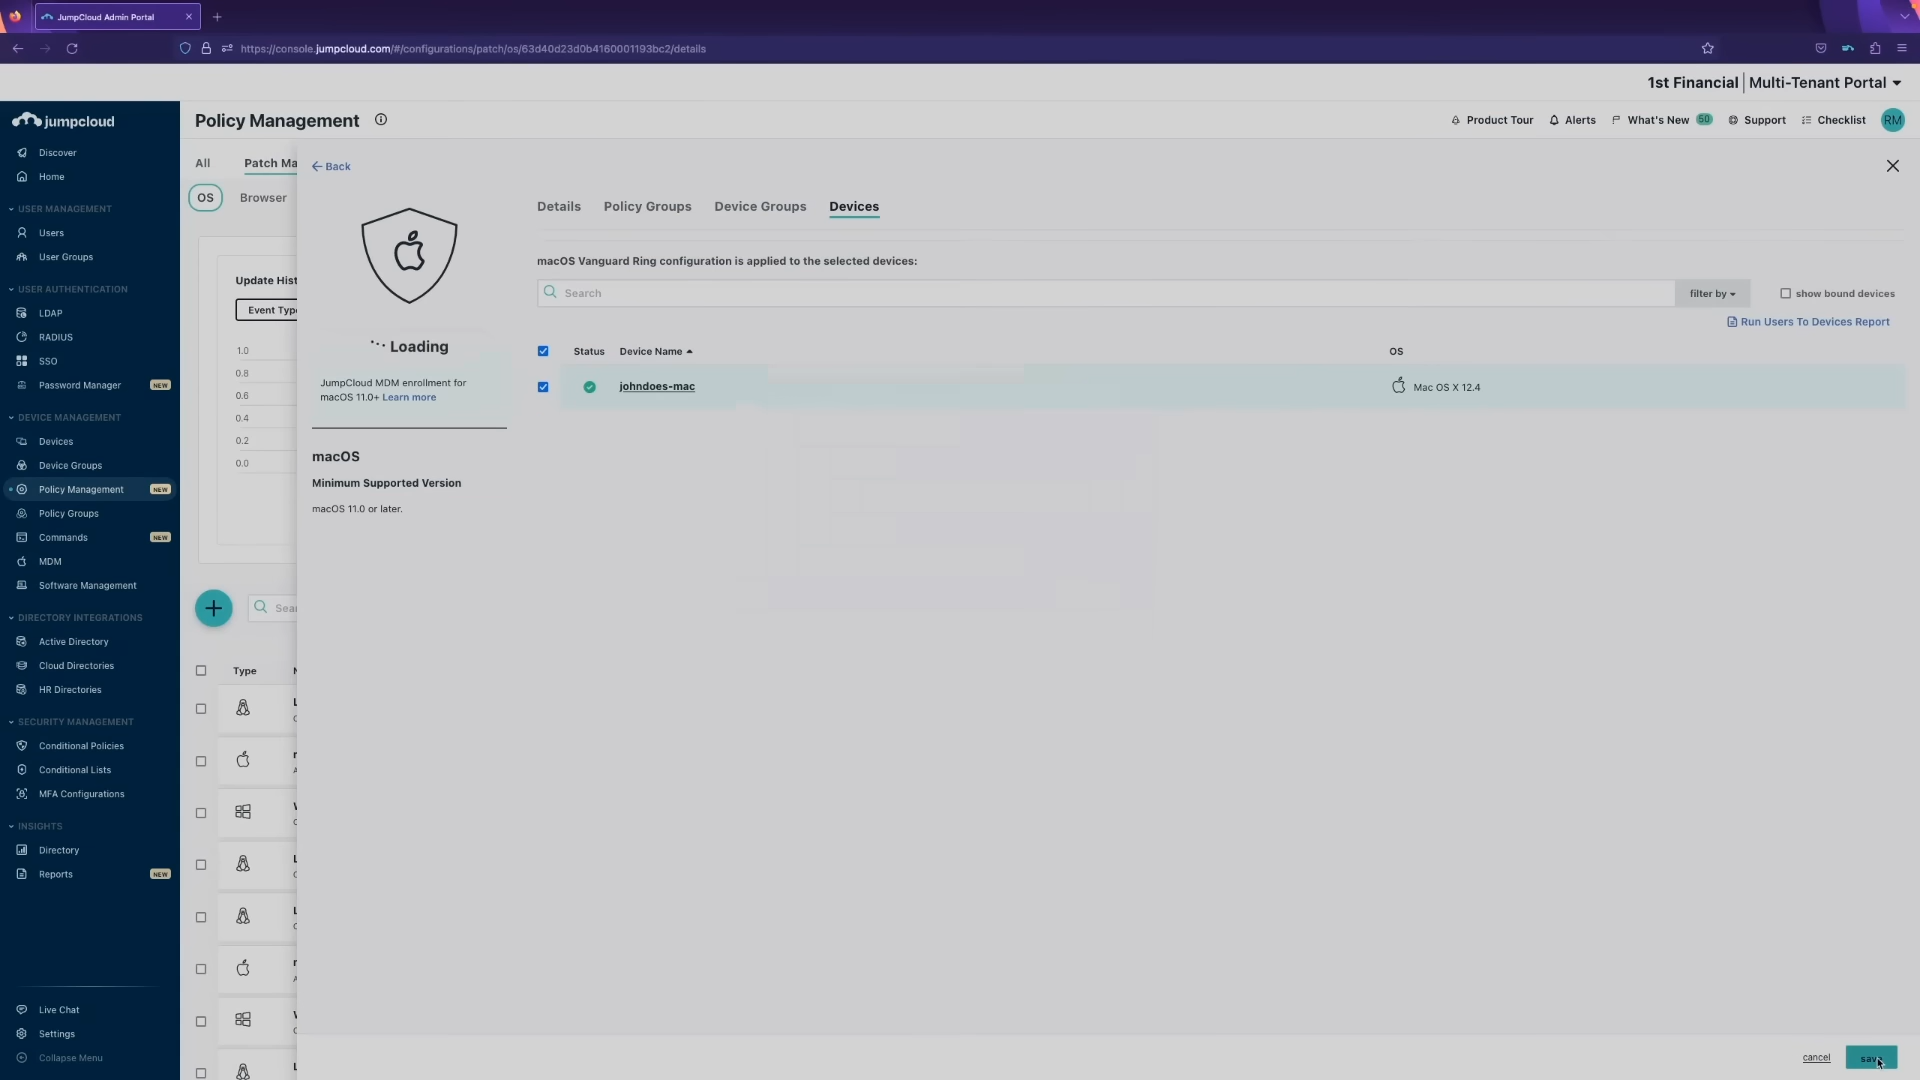 JumpCloud Admin Portal
https://console.jumpcloud.com/#/configurations/patch/os/63d40d23d0b4160001193bc2/details
1st Financial | Multi-Tenant Portal
jumpcloud
Policy Management
Product Tour
Alerts
What's New 50
Support
Checklist
RM
Discover
Home
USER MANAGEMENT
Users
User Groups
USER AUTHENTICATION
LDAP
RADIUS
SSO
Password Manager NEW
DEVICE MANAGEMENT
Devices
Device Groups
Policy Management NEW
Policy Groups
Commands NEW
MDM
Software Management
DIRECTORY INTEGRATIONS
Active Directory
Cloud Directories
HR Directories
SECURITY MANAGEMENT
Conditional Policies
Conditional Lists
MFA Configurations
INSIGHTS
Directory
Reports NEW
Live Chat
Settings
Collapse Menu
All
Patch Ma
OS
Browser
Update Hist
Event Type
1.0
0.8
0.6
0.4
0.2
0.0
Sear
Type
Back
Loading
JumpCloud MDM enrollment for
macOS 11.0+ Learn more
macOS
Minimum Supported Version
macOS 11.0 or later.
Details
Policy Groups
Device Groups
Devices
macOS Vanguard Ring configuration is applied to the selected devices:
Search
filter by
show bound devices
Run Users To Devices Report
Status
Device Name
OS
johndoes-mac
Mac OS X 12.4
cancel
save